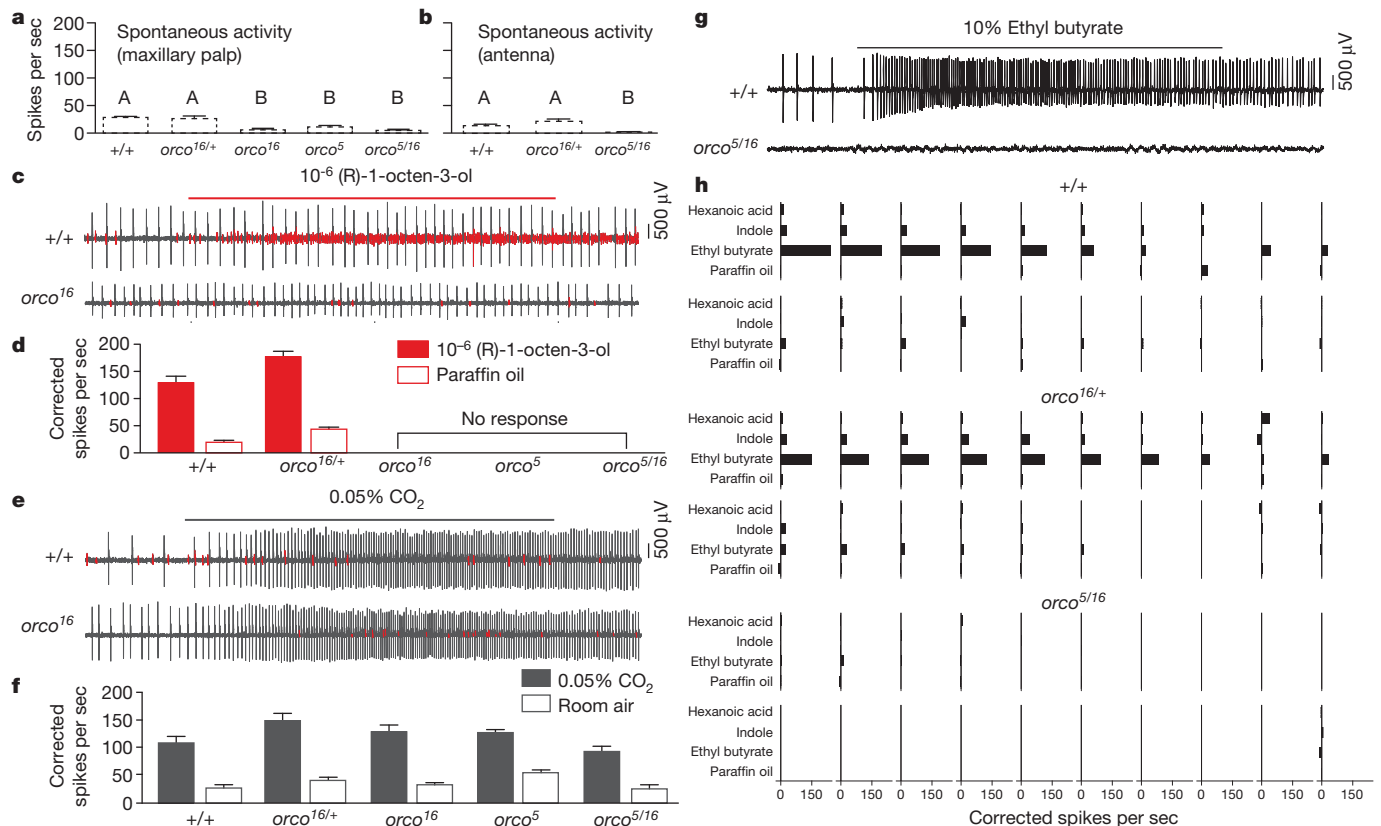 a
Spontaneous activity
(maxillary palp)
Spikes per sec
200
150
100
50
0
A
A
B
B
B
+/+
orco16/+
orco16
orco5
orco5/16
b
Spontaneous activity
(antenna)
A
A
B
+/+
orco16/+
orco5/16
c
10–6 (R)-1-octen-3-ol
+/+
orco16
500 µV
d
Corrected
spikes per sec
200
150
100
50
0
10–6 (R)-1-octen-3-ol
Paraffin oil
No response
+/+
orco16/+
orco16
orco5
orco5/16
e
0.05% CO2
+/+
orco16
500 µV
f
Corrected
spikes per sec
200
150
100
50
0
0.05% CO2
Room air
+/+
orco16/+
orco16
orco5
orco5/16
g
10% Ethyl butyrate
+/+
orco5/16
500 µV
h
+/+
Hexanoic acid
Indole
Ethyl butyrate
Paraffin oil
Hexanoic acid
Indole
Ethyl butyrate
Paraffin oil
orco16/+
Hexanoic acid
Indole
Ethyl butyrate
Paraffin oil
Hexanoic acid
Indole
Ethyl butyrate
Paraffin oil
orco5/16
Hexanoic acid
Indole
Ethyl butyrate
Paraffin oil
Hexanoic acid
Indole
Ethyl butyrate
Paraffin oil
0 150 0 150 0 150 0 150 0 150 0 150 0 150 0 150 0 150 0 150
Corrected spikes per sec